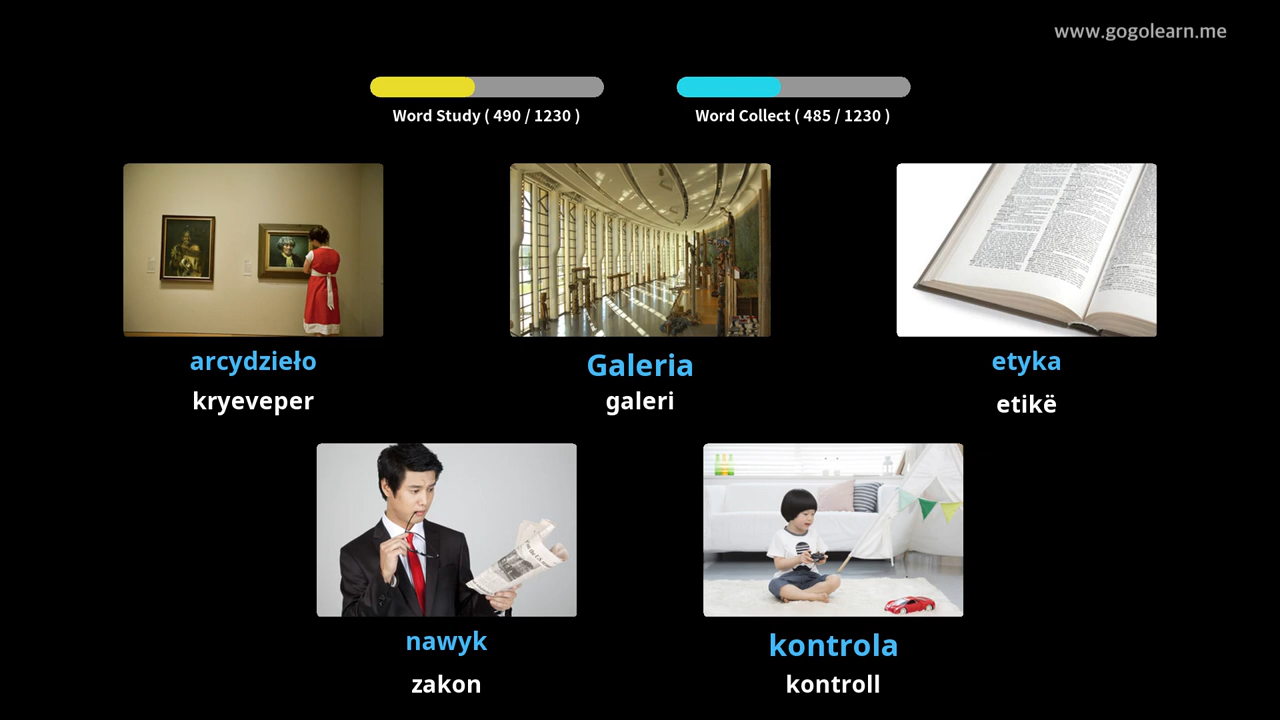 www.gogolearn.me
Word Study ( 490 / 1230 )
Word Collect ( 485 / 1230 )
arcydzieło
kryeveper
Galeria
galeri
etyka
etikë
nawyk
zakon
kontrola
kontroll